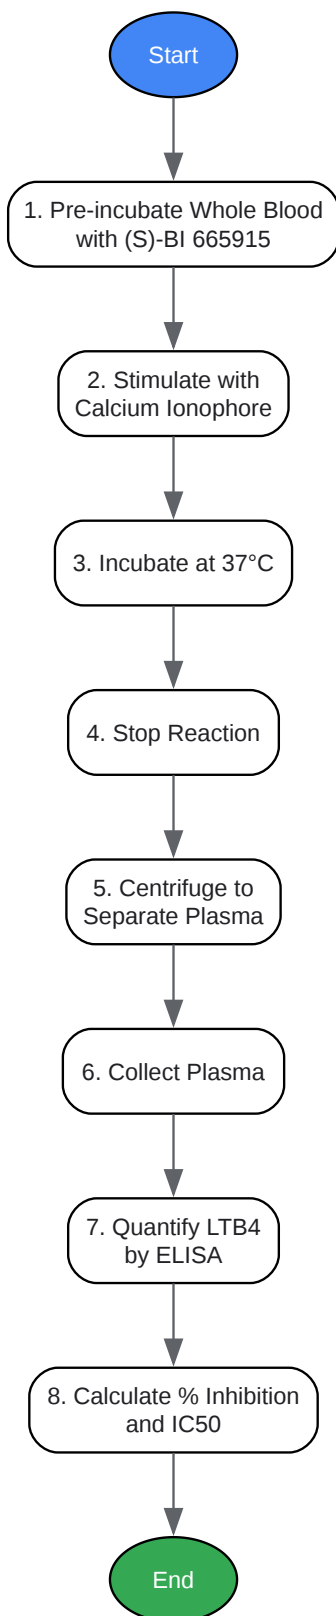 Start
1. Pre-incubate Whole Blood
with (S)-BI 665915
2. Stimulate with
Calcium Ionophore
3. Incubate at 37°C
4. Stop Reaction
5. Centrifuge to
Separate Plasma
6. Collect Plasma
7. Quantify LTB4
by ELISA
8. Calculate % Inhibition
and IC50
End